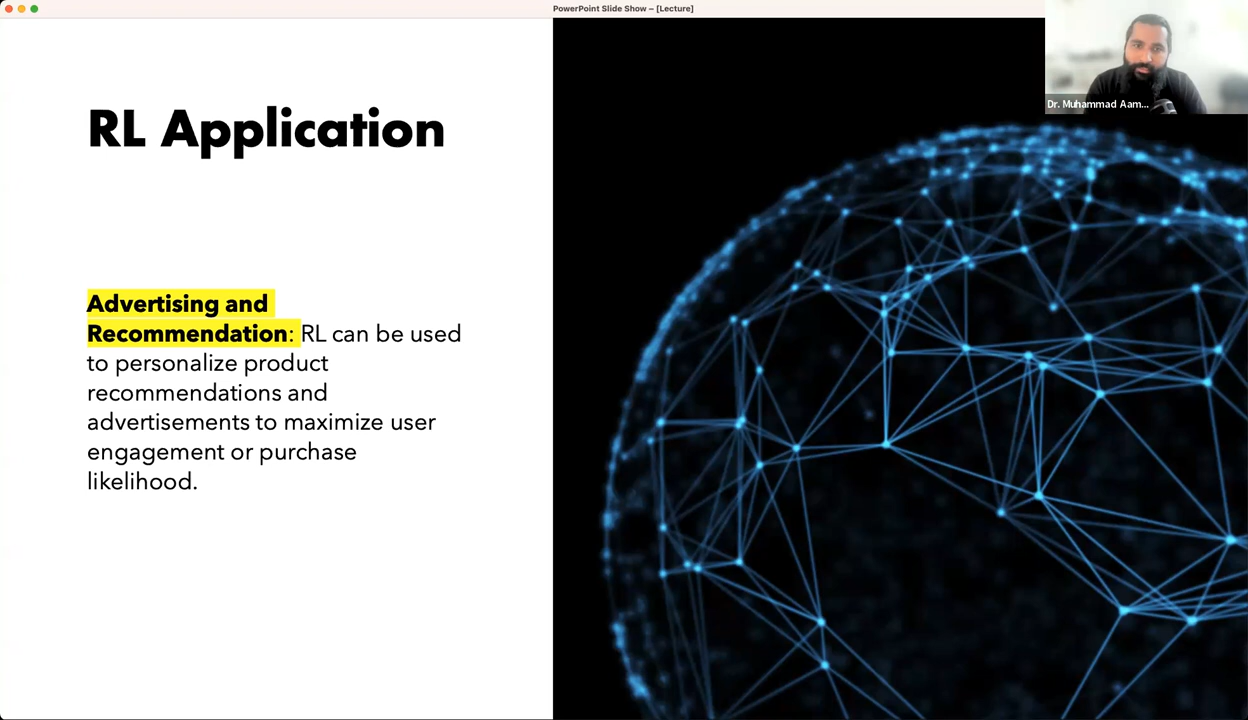 PowerPoint Slide Show – [Lecture]
Dr. Muhammad Aam...
RL Application
Advertising and
Recommendation: RL can be used
to personalize product
recommendations and
advertisements to maximize user
engagement or purchase
likelihood.